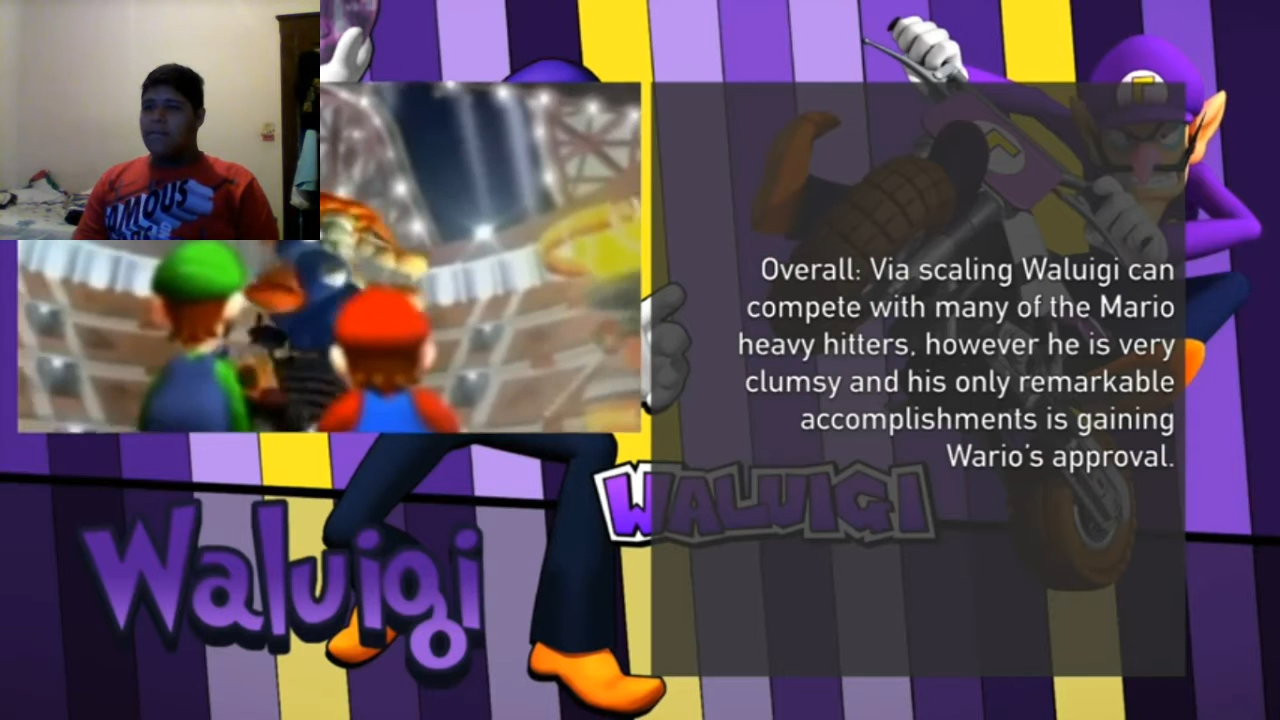 FAMOUS
Overall: Via scaling Waluigi can
compete with many of the Mario
heavy hitters, however he is very
clumsy and his only remarkable
accomplishments is gaining
Wario's approval.
WALUIGI
Waluigi